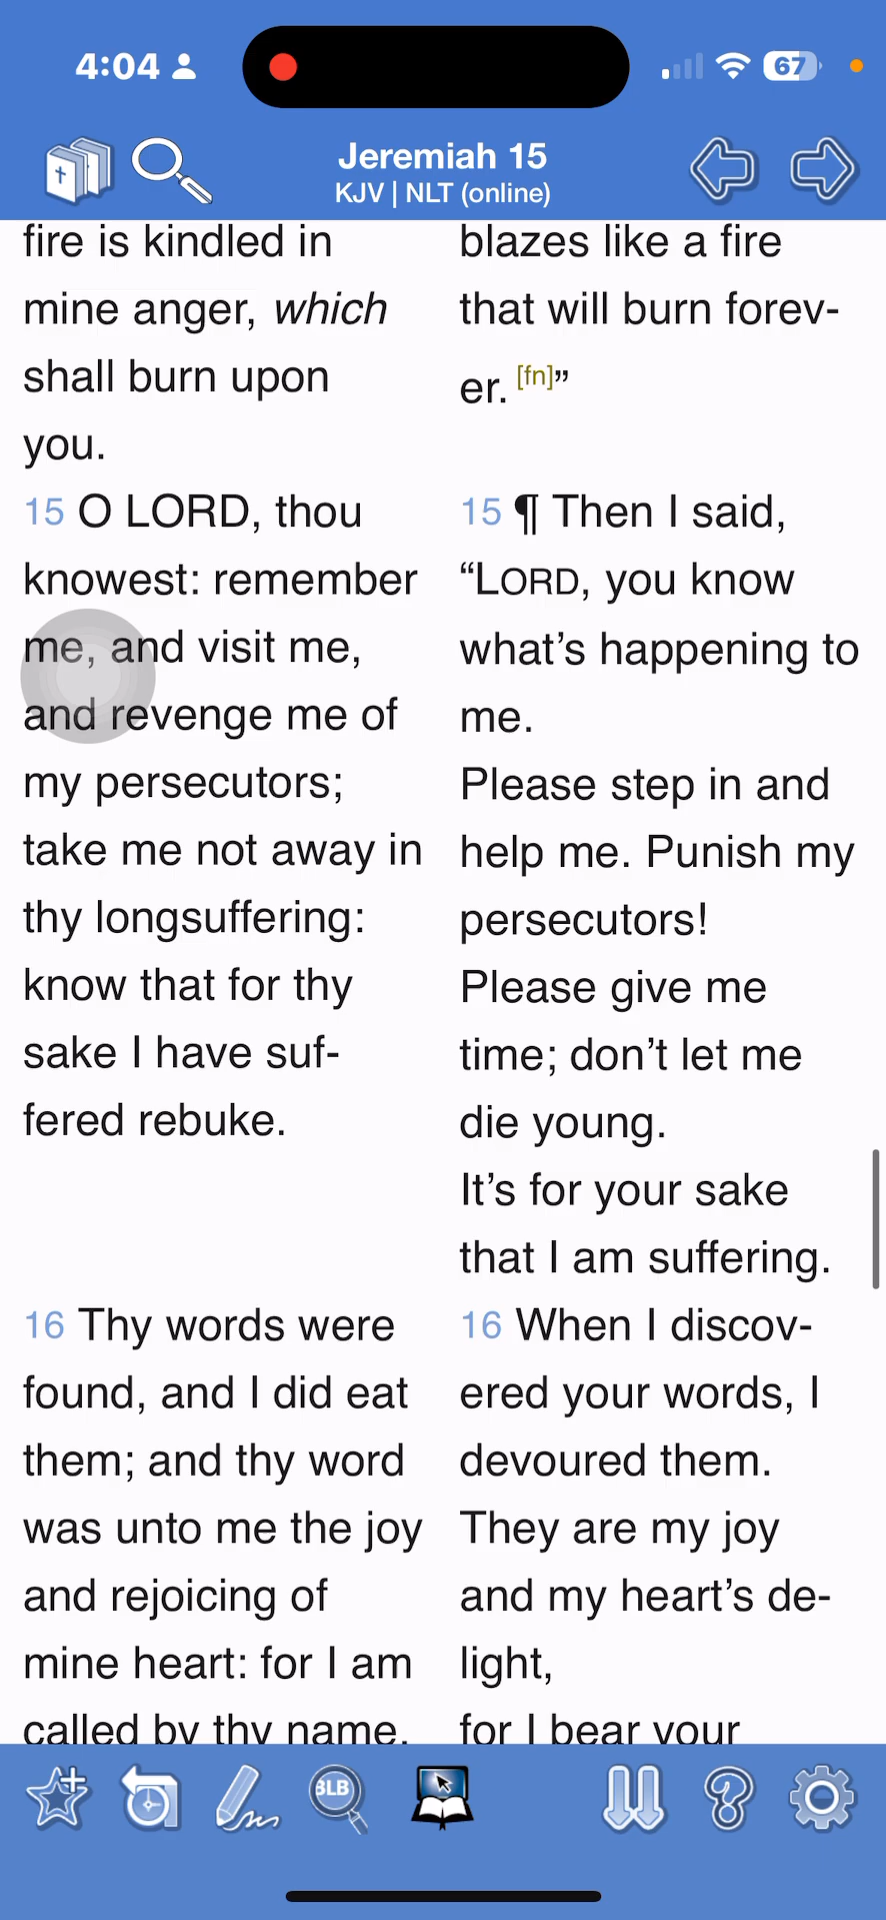 4:04
67
Jeremiah 15
KJV | NLT (online)
fire is kindled in
mine anger, which
shall burn upon
you.
15 O LORD, thou
knowest: remember
me, and visit me,
and revenge me of
my persecutors;
take me not away in
thy longsuffering:
know that for thy
sake I have suf-
fered rebuke.
16 Thy words were
found, and I did eat
them; and thy word
was unto me the joy
and rejoicing of
mine heart: for I am
called by thy name,
blazes like a fire
that will burn forev-
er. [fn]”
15 ¶ Then I said,
“LORD, you know
what’s happening to
me.
Please step in and
help me. Punish my
persecutors!
Please give me
time; don’t let me
die young.
It’s for your sake
that I am suffering.
16 When I discov-
ered your words, I
devoured them.
They are my joy
and my heart’s de-
light,
for I bear your
BLB